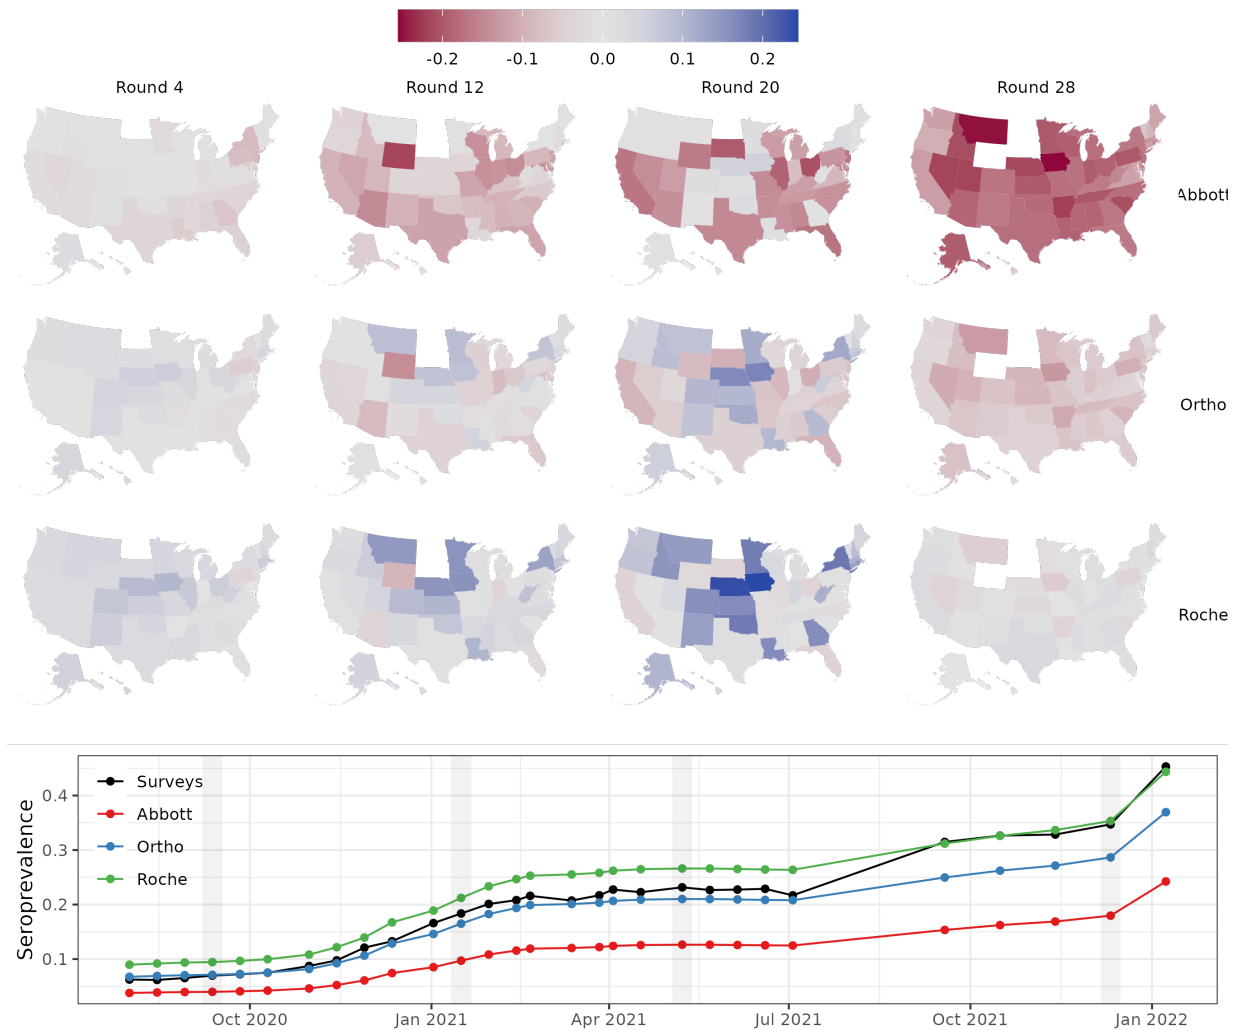 -0.2 -0.1 0.0 0.1 0.2
Round 4 Round 12 Round 20 Round 28
Abbott
Ortho
Roche
Seroprevalence
0.4
0.3
0.2
0.1
Surveys
Abbott
Ortho
Roche
Oct 2020 Jan 2021 Apr 2021 Jul 2021 Oct 2021 Jan 2022